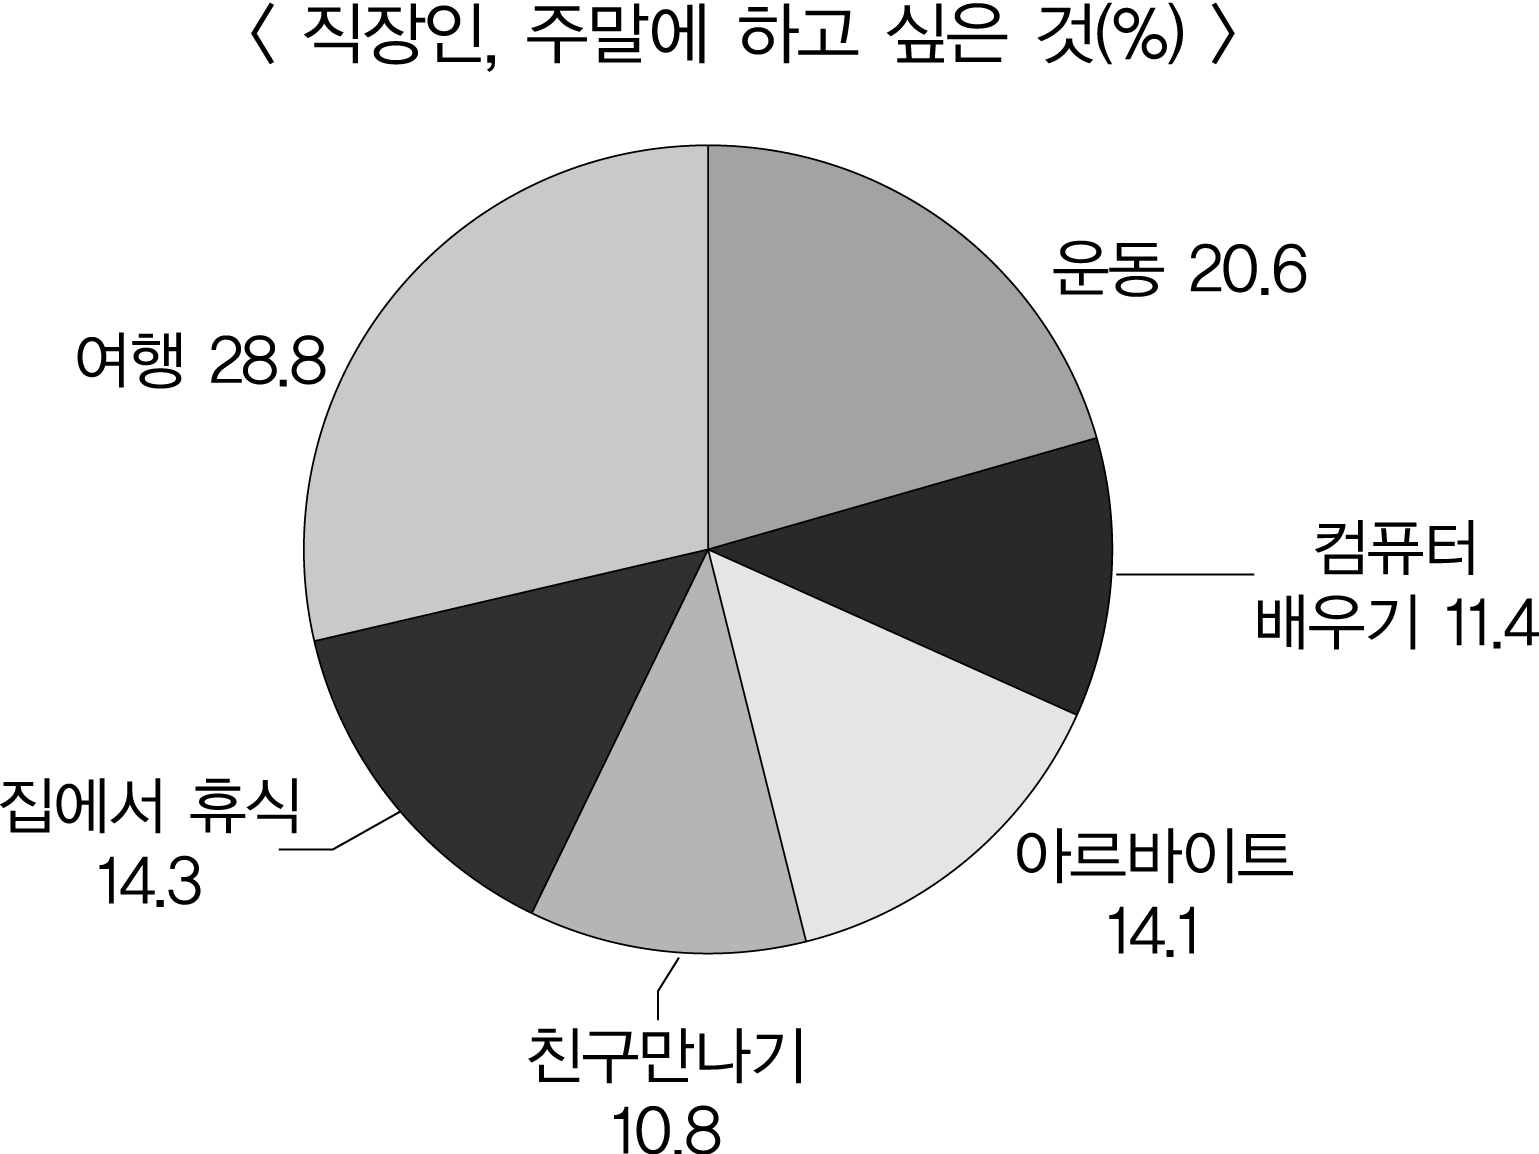 < 직장인, 주말에 하고 싶은 것(%) >
운동 20.6
여행 28.8
컴퓨터
배우기 11.4
집에서 휴식
14.3
아르바이트
14.1
친구만나기
10.8